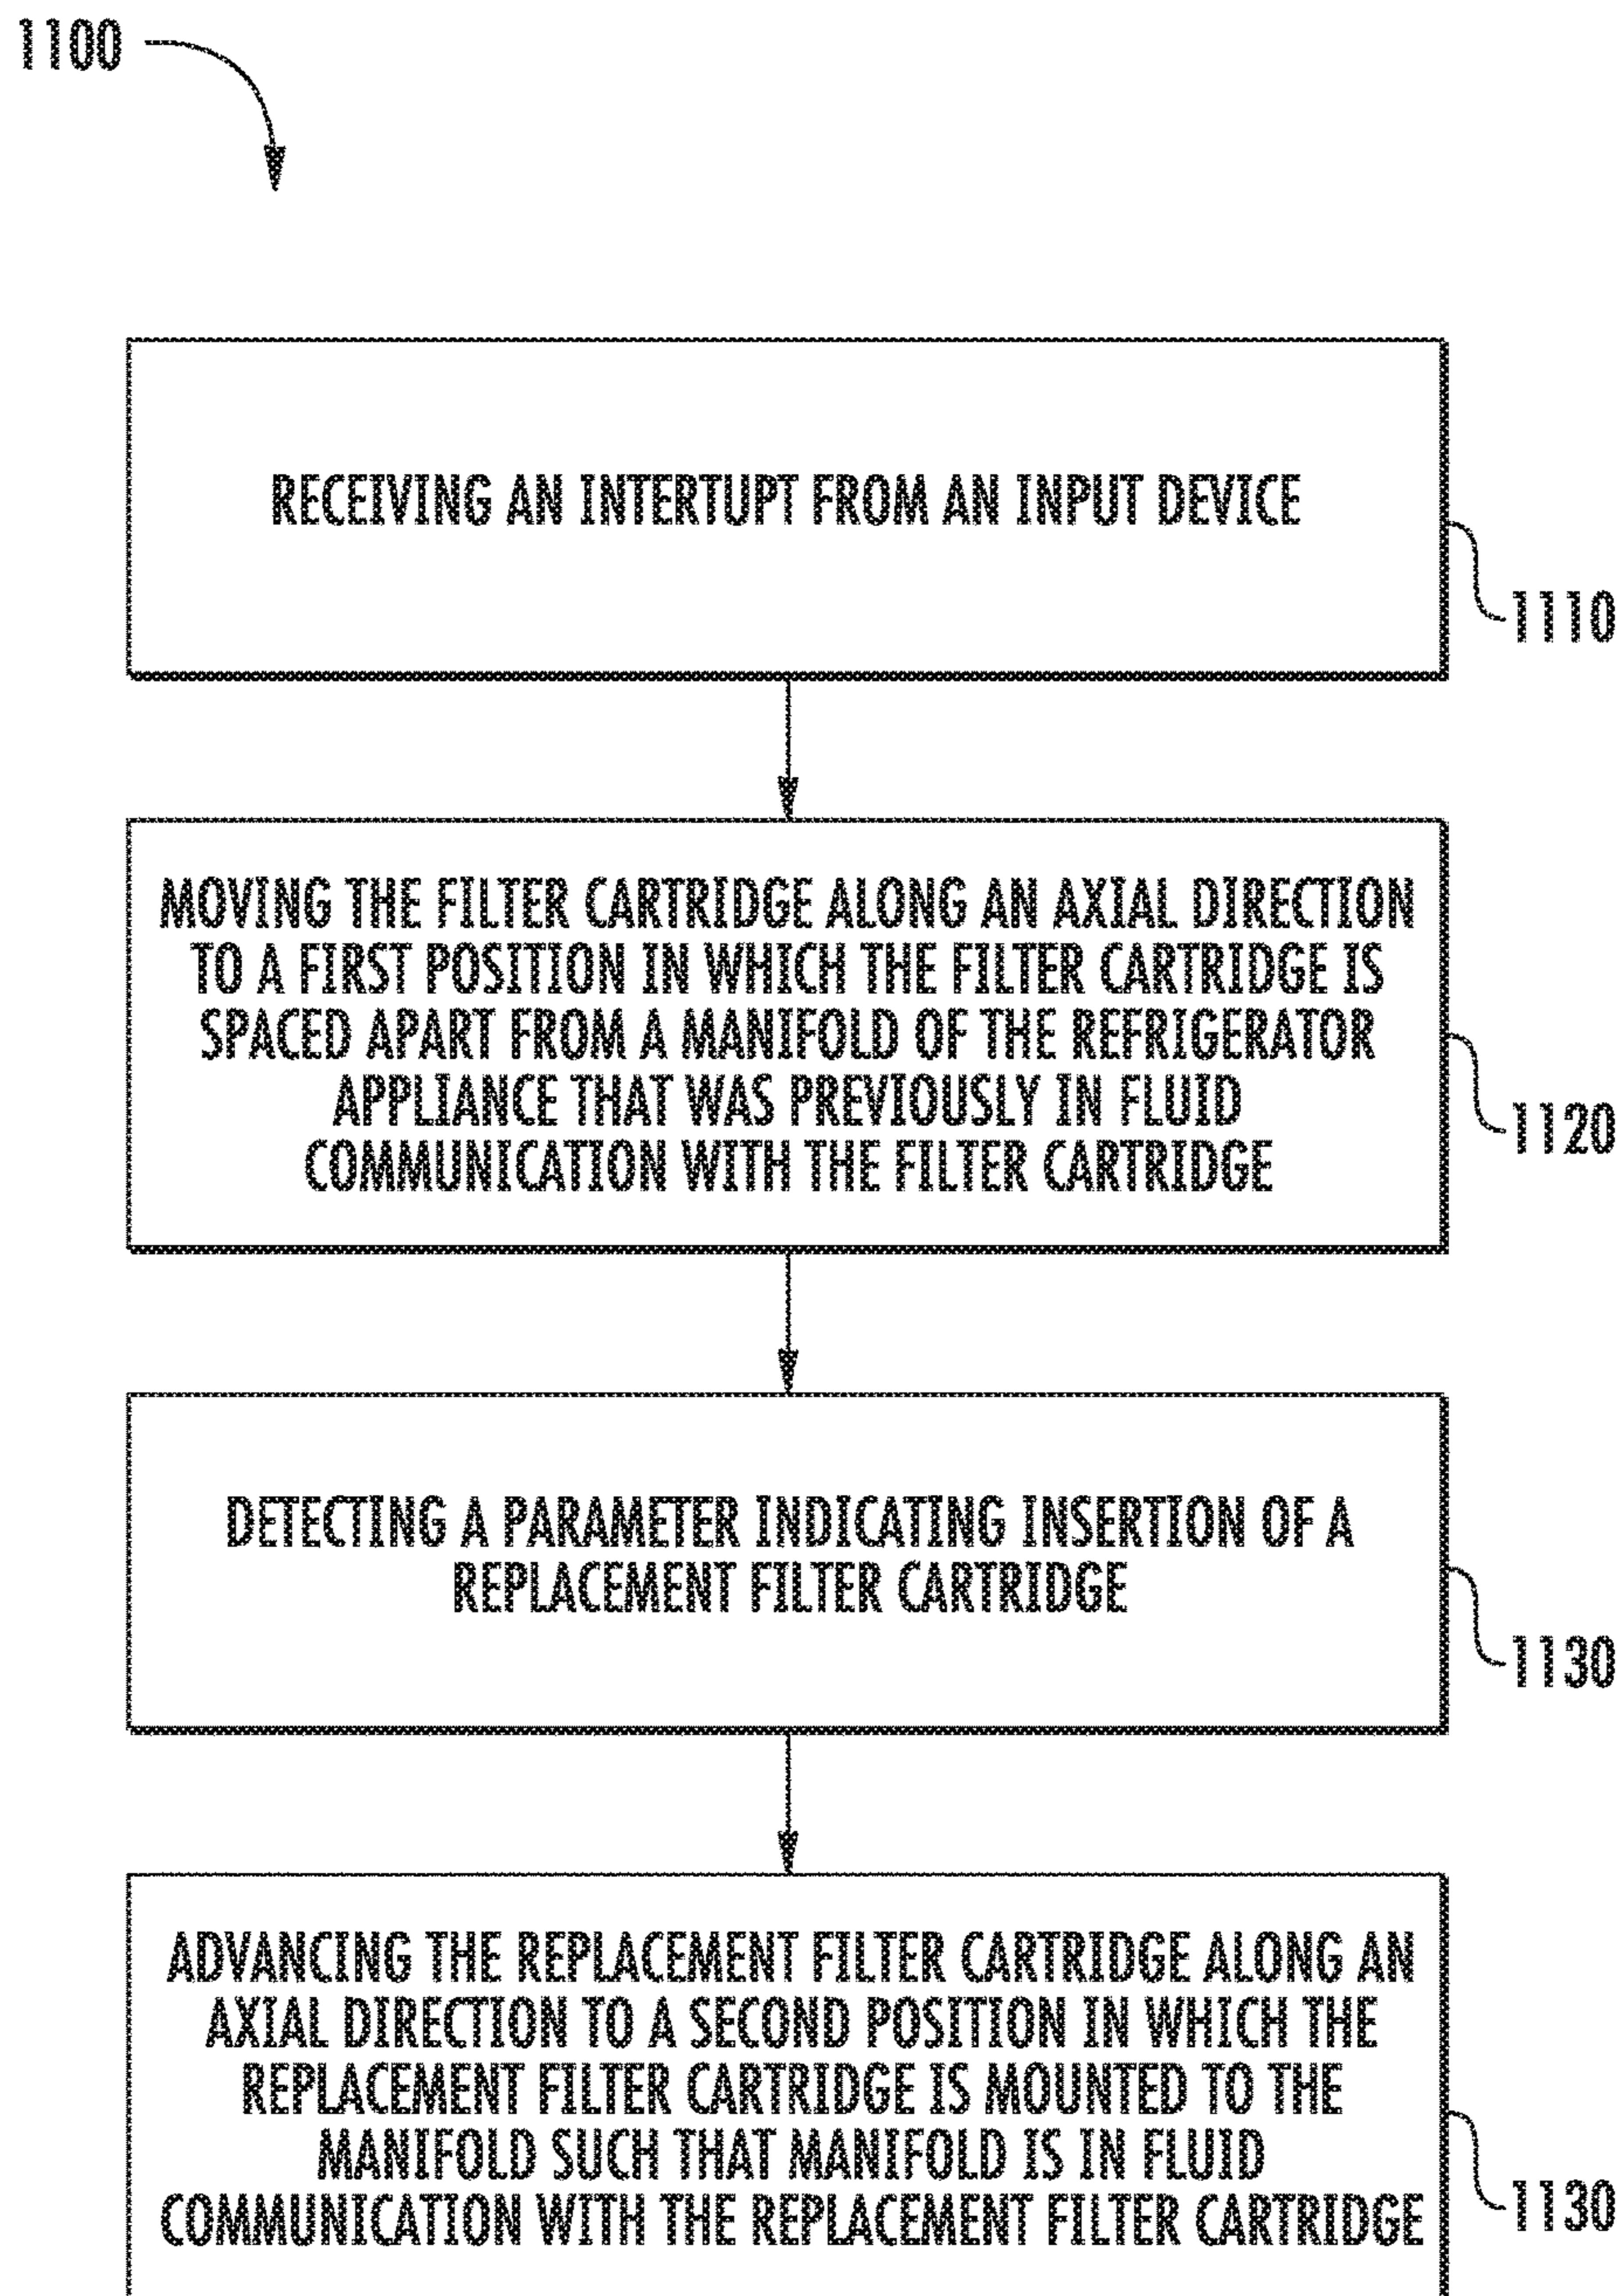 1100
RECEIVING AN INTERTUPT FROM AN INPUT DEVICE
1110
MOVING THE FILTER CARTRIDGE ALONG AN AXIAL DIRECTION
TO A FIRST POSITION IN WHICH THE FILTER CARTRIDGE IS
SPACED APART FROM A MANIFOLD OF THE REFRIGERATOR
APPLIANCE THAT WAS PREVIOUSLY IN FLUID
COMMUNICATION WITH THE FILTER CARTRIDGE
1120
DETECTING A PARAMETER INDICATING INSERTION OF A
REPLACEMENT FILTER CARTRIDGE
1130
ADVANCING THE REPLACEMENT FILTER CARTRIDGE ALONG AN
AXIAL DIRECTION TO A SECOND POSITION IN WHICH THE
REPLACEMENT FILTER CARTRIDGE IS MOUNTED TO THE
MANIFOLD SUCH THAT MANIFOLD IS IN FLUID
COMMUNICATION WITH THE REPLACEMENT FILTER CARTRIDGE
1130